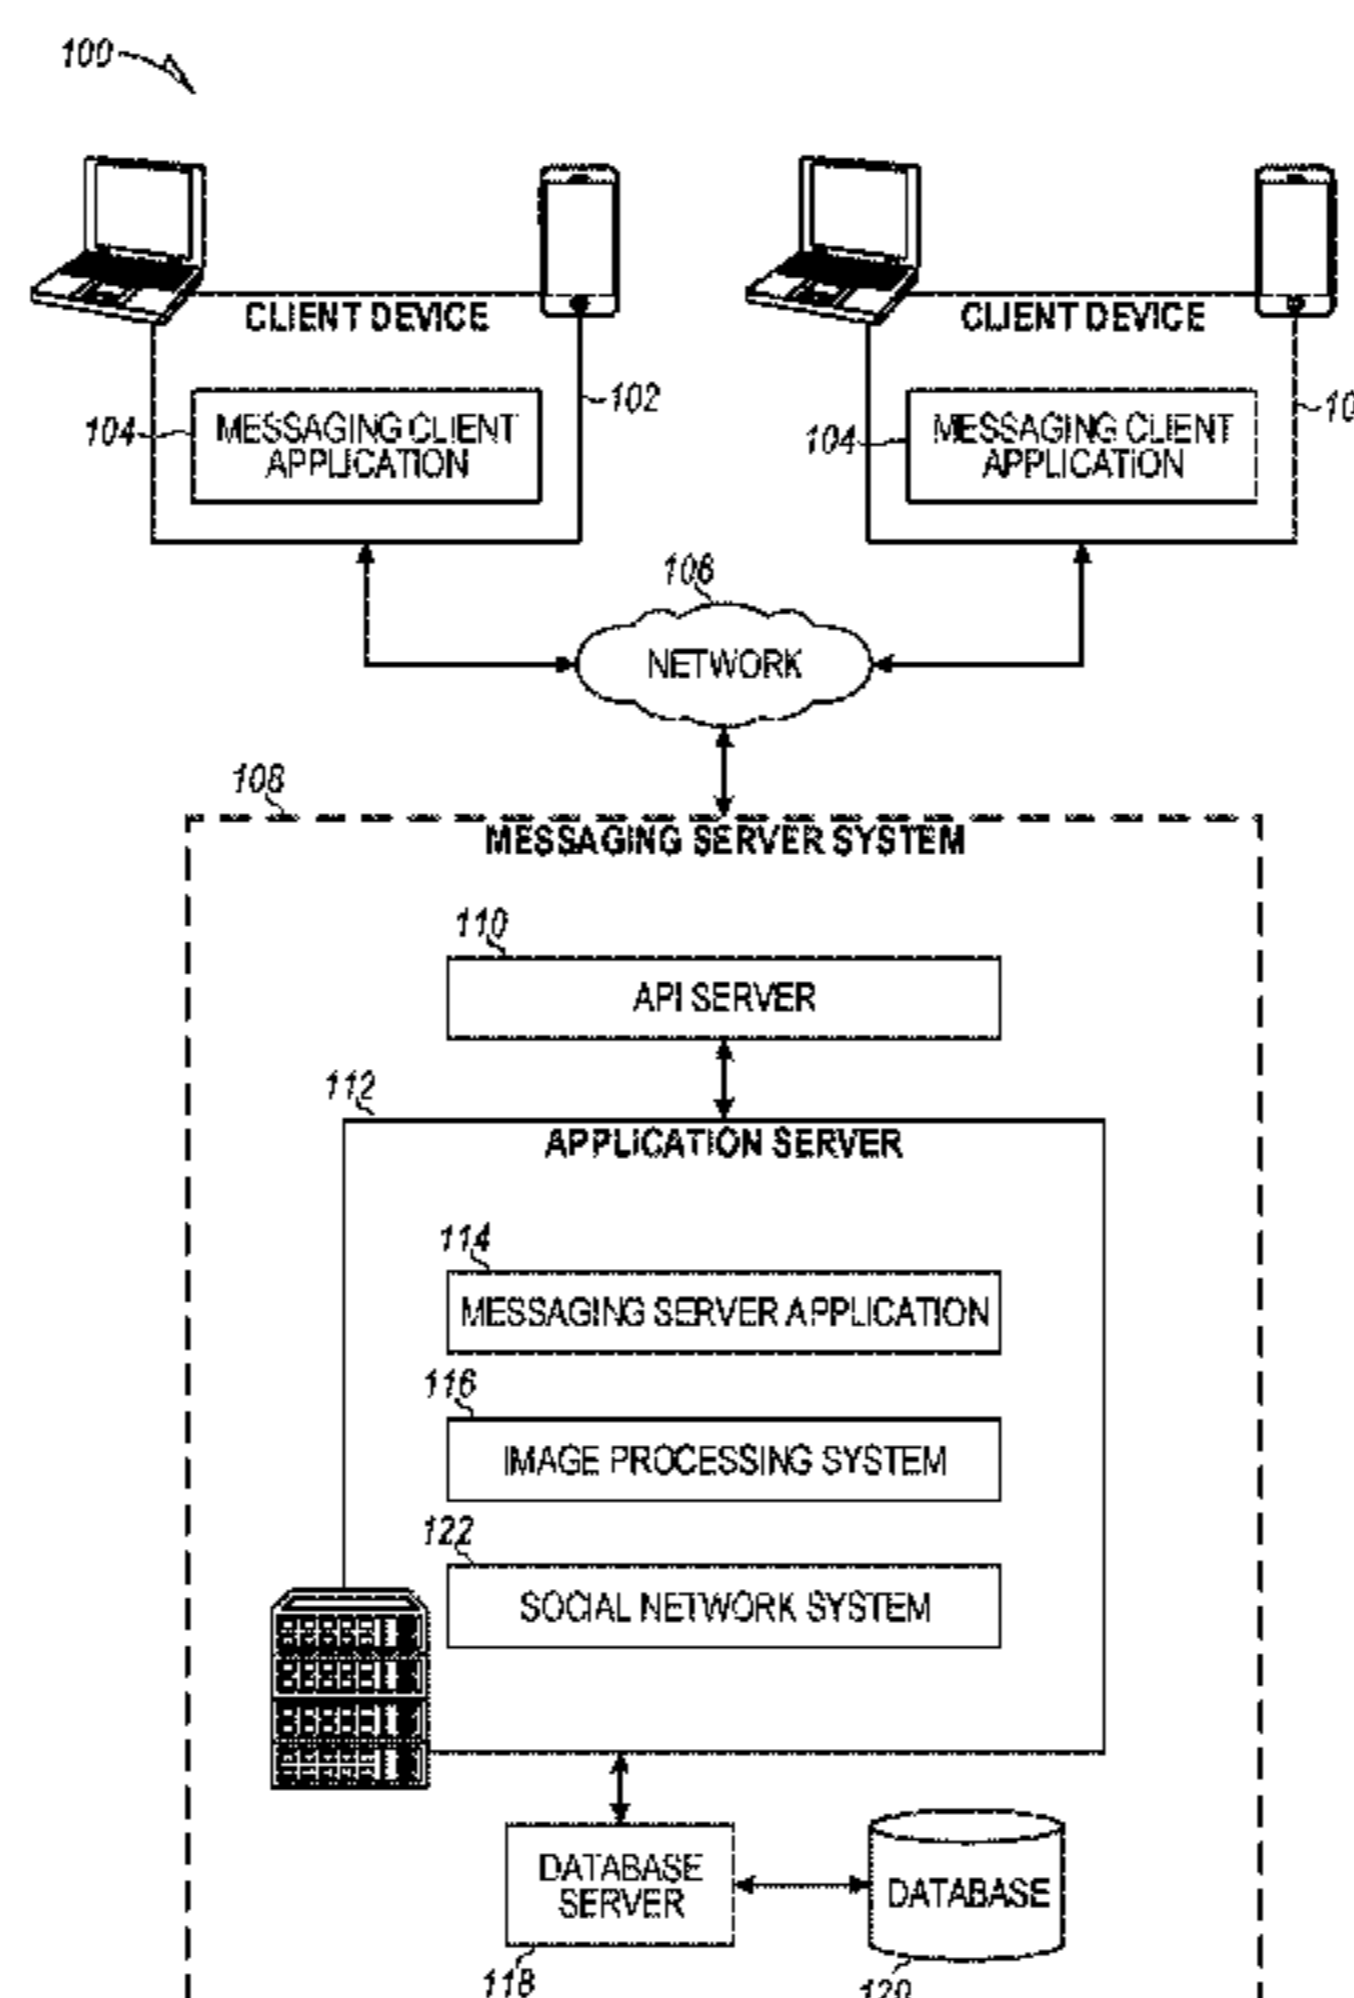 100
CLIENT DEVICE
CLIENT DEVICE
102
104
MESSAGING CLIENT
APPLICATION
10
104
MESSAGING CLIENT
APPLICATION
106
NETWORK
108
MESSAGING SERVER SYSTEM
110
API SERVER
112
APPLICATION SERVER
114
MESSAGING SERVER APPLICATION
116
IMAGE PROCESSING SYSTEM
122
SOCIAL NETWORK SYSTEM
DATABASE
SERVER
DATABASE
118
120